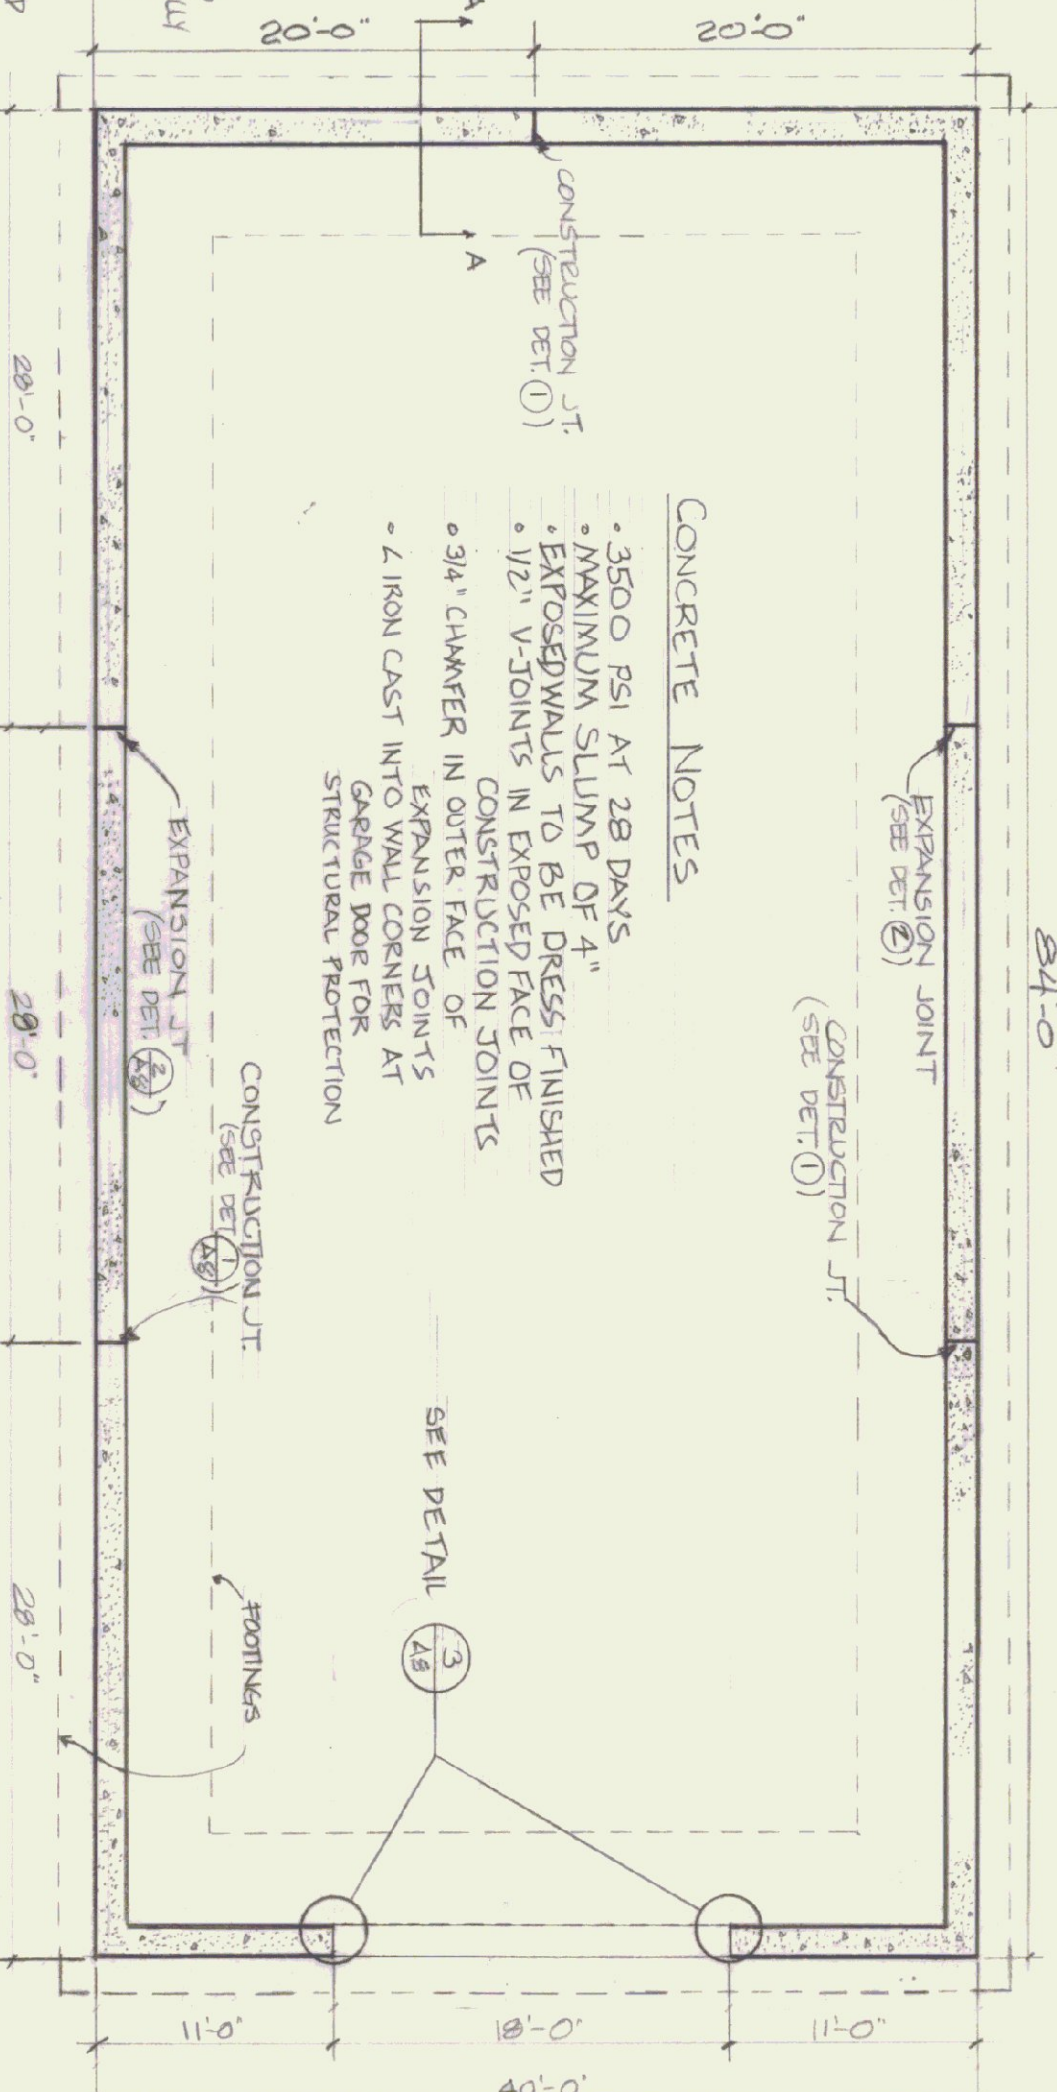 20'-0"
20'-0"
A
A
CONSTRUCTION JT.
(SEE DET. 1)
CONCRETE NOTES
• 3500 PSI AT 28 DAYS
• MAXIMUM SLUMP OF 4"
• EXPOSED WALLS TO BE DRESS FINISHED
• 1/2" V-JOINTS IN EXPOSED FACE OF
CONSTRUCTION JOINTS
• 3/4" CHAMFER IN OUTER FACE OF
EXPANSION JOINTS
• L IRON CAST INTO WALL CORNERS AT
GARAGE DOOR FOR
STRUCTURAL PROTECTION
EXPANSION JOINT
(SEE DET. 2)
CONSTRUCTION JT.
(SEE DET. 1)
84'-0
EXPANSION JT
(SEE DET. 2
A8)
CONSTRUCTION JT.
(SEE DET. 1
A8)
28'-0"
28'-0"
28'-0"
SEE DETAIL
3
A8
FOOTINGS
11'-0"
18'-0"
11'-0"
40'-0"